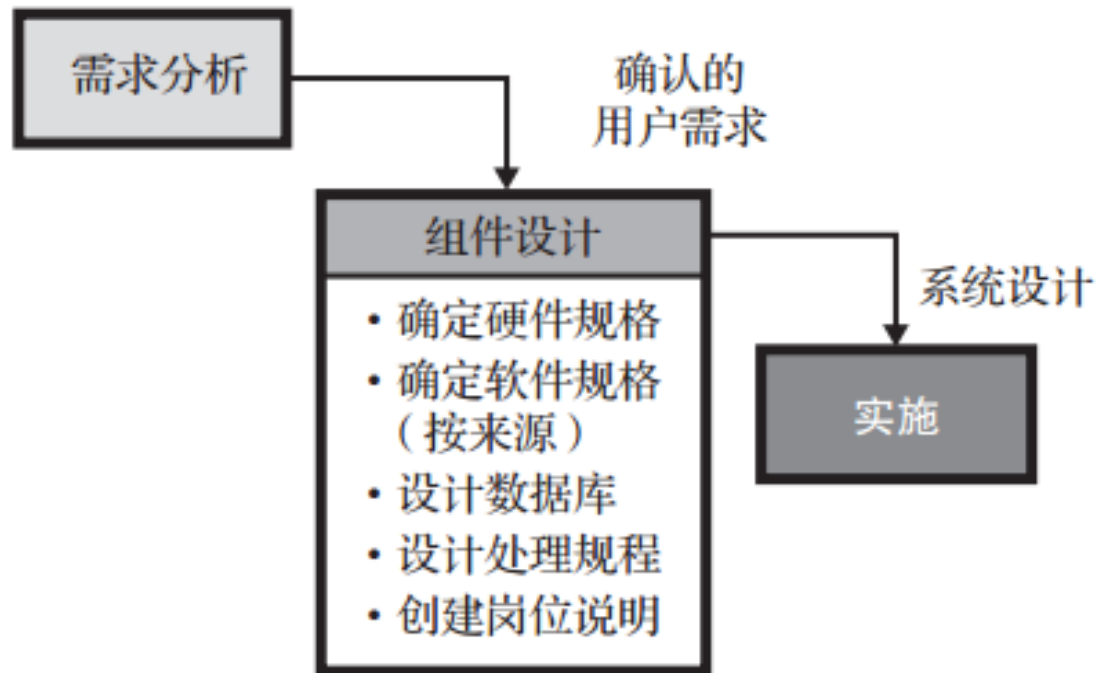 需求分析
确认的
用户需求
组件设计
系统设计
·确定硬件规格
·确定软件规格
（按来源）
·设计数据库
·设计处理规程
·创建岗位说明
实施